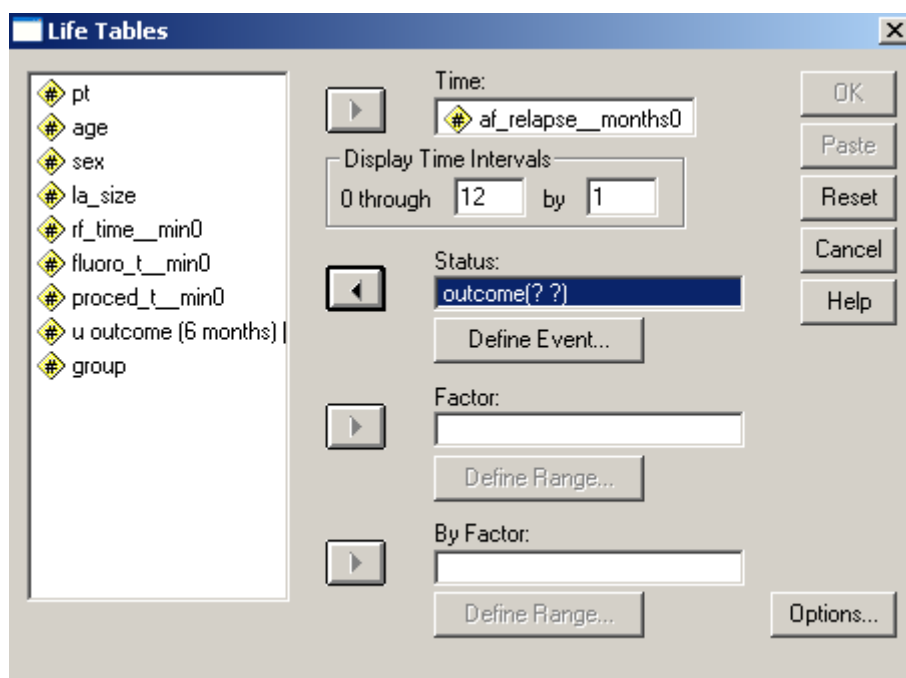 Life Tables
pt
age
sex
la_size
rf_time__min0
fluoro_t__min0
proced_t__min0
u outcome (6 months) |
group
Time:
af_relapse__months0
Display Time Intervals
0 through 12 by 1
Status:
outcome(? ?)
Define Event...
Factor:
Define Range...
By Factor:
Define Range...
OK
Paste
Reset
Cancel
Help
Options...